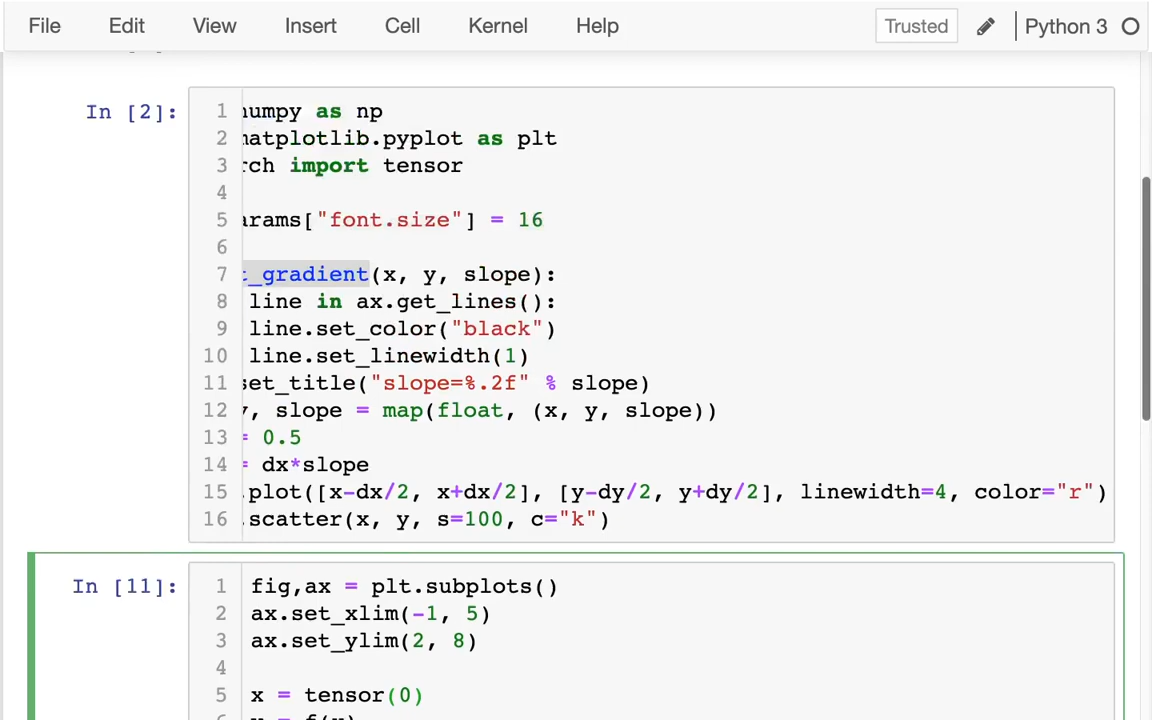 File Edit View Insert Cell Kernel Help Trusted Python 3
In [2]:
1 numpy as np
2 matplotlib.pyplot as plt
3 rch import tensor
4
5 arams["font.size"] = 16
6
7 t_gradient(x, y, slope):
8 line in ax.get_lines():
9 line.set_color("black")
10 line.set_linewidth(1)
11 set_title("slope=%.2f" % slope)
12 y, slope = map(float, (x, y, slope))
13 = 0.5
14 = dx*slope
15 .plot([x-dx/2, x+dx/2], [y-dy/2, y+dy/2], linewidth=4, color="r")
16 .scatter(x, y, s=100, c="k")
In [11]:
1 fig,ax = plt.subplots()
2 ax.set_xlim(-1, 5)
3 ax.set_ylim(2, 8)
4
5 x = tensor(0)
6 y = f(x)